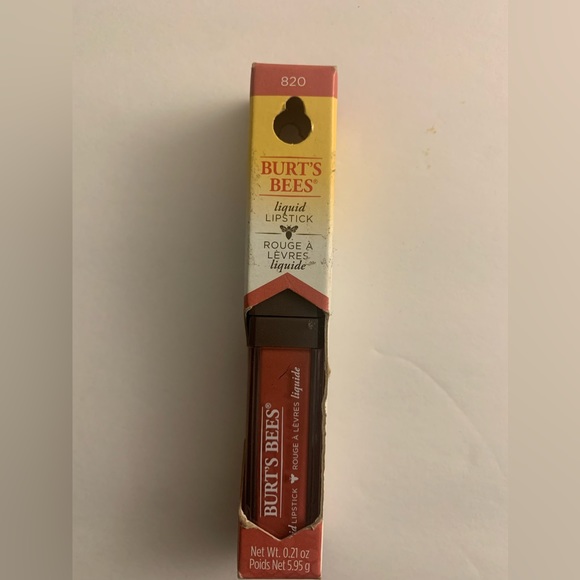 820
BURT'S
BEES®
liquid
LIPSTICK
ROUGE À
LÈVRES
liquide
BURT'S BEES®
LIPSTICK ROUGE À LÈVRES liquide
Net Wt. 0.21 oz
Poids Net 5.95 g